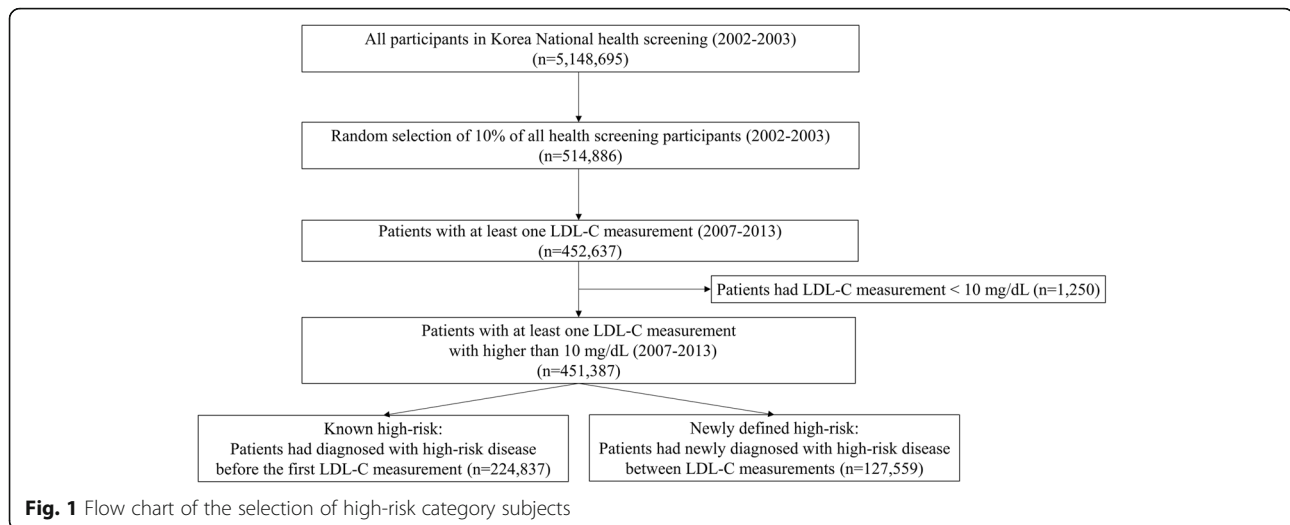 All participants in Korea National health screening (2002-2003)
(n=5,148,695)
Random selection of 10% of all health screening participants (2002-2003)
(n=514,886)
Patients with at least one LDL-C measurement (2007-2013)
(n=452,637)
Patients had LDL-C measurement < 10 mg/dL (n=1,250)
Patients with at least one LDL-C measurement
with higher than 10 mg/dL (2007-2013)
(n=451,387)
Known high-risk:
Patients had diagnosed with high-risk disease
before the first LDL-C measurement (n=224,837)
Newly defined high-risk:
Patients had newly diagnosed with high-risk disease
between LDL-C measurements (n=127,559)
Fig. 1 Flow chart of the selection of high-risk category subjects